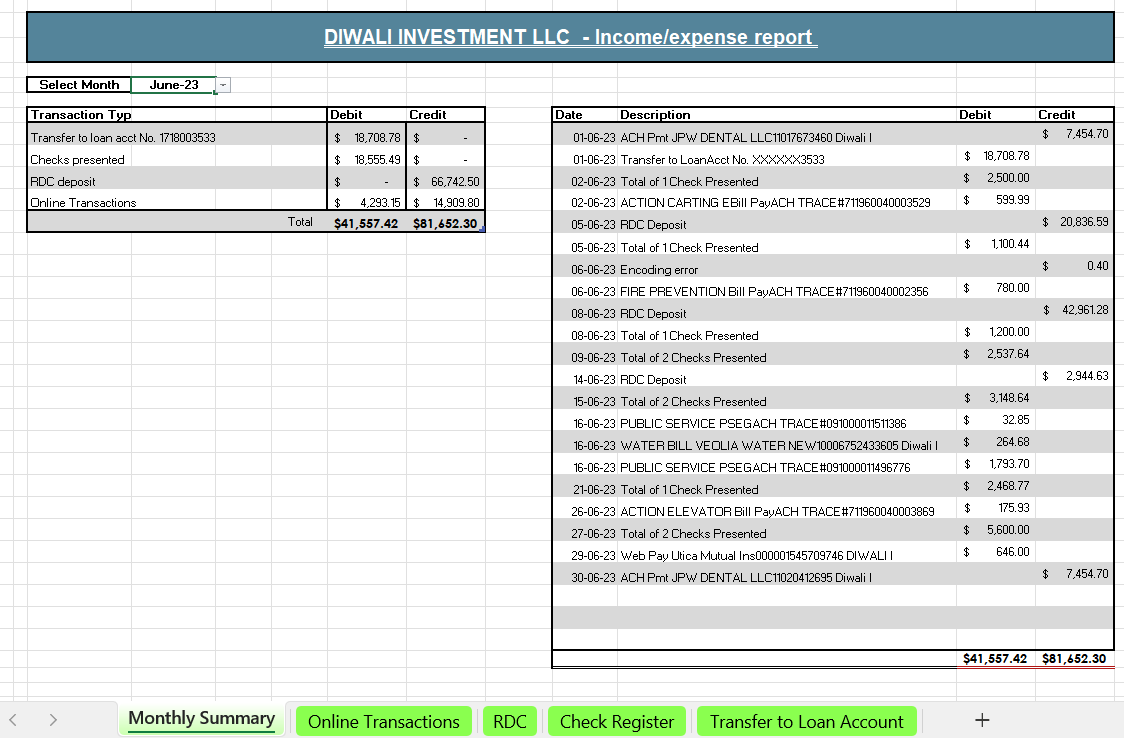 DIWALI INVESTMENT LLC - Income/expense report
Select Month June-23
Transaction Typ Debit Credit
Transfer to loan acct No. 1718003533 $ 18,708.78 $ -
Checks presented $ 18,555.49 $ -
RDC deposit $ - $ 66,742.50
Online Transactions $ 4,293.15 $ 14,909.80
Total $41,557.42 $81,652.30
Date Description Debit Credit
01-06-23 ACH Pmt JPW DENTAL LLC11017673460 Diwali I $ 7,454.70
01-06-23 Transfer to LoanAcct No. XXXXXX3533 $ 18,708.78
02-06-23 Total of 1 Check Presented $ 2,500.00
02-06-23 ACTION CARTING EBill PayACH TRACE#711960040003529 $ 599.99
05-06-23 RDC Deposit $ 20,836.59
05-06-23 Total of 1 Check Presented $ 1,100.44
06-06-23 Encoding error $ 0.40
06-06-23 FIRE PREVENTION Bill PayACH TRACE#711960040002356 $ 780.00
08-06-23 RDC Deposit $ 42,961.28
08-06-23 Total of 1 Check Presented $ 1,200.00
09-06-23 Total of 2 Checks Presented $ 2,537.64
14-06-23 RDC Deposit $ 2,944.63
15-06-23 Total of 2 Checks Presented $ 3,148.64
16-06-23 PUBLIC SERVICE PSEGACH TRACE#091000011511386 $ 32.85
16-06-23 WATER BILL VEOLIA WATER NEW10006752433605 Diwali I $ 264.68
16-06-23 PUBLIC SERVICE PSEGACH TRACE#091000011496776 $ 1,793.70
21-06-23 Total of 1 Check Presented $ 2,468.77
26-06-23 ACTION ELEVATOR Bill PayACH TRACE#711960040003869 $ 175.93
27-06-23 Total of 2 Checks Presented $ 5,600.00
29-06-23 Web Pay Utica Mutual Ins000001545709746 DIWALI I $ 646.00
30-06-23 ACH Pmt JPW DENTAL LLC11020412695 Diwali I $ 7,454.70
$41,557.42 $81,652.30
Monthly Summary Online Transactions RDC Check Register Transfer to Loan Account